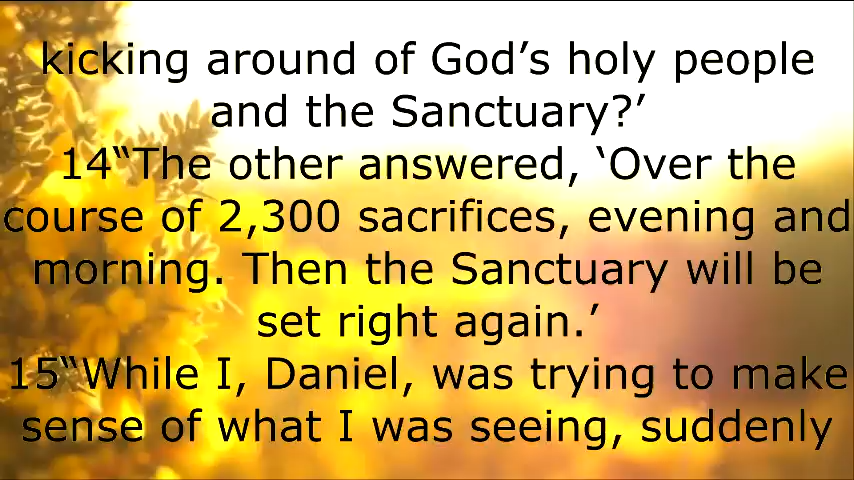 kicking around of God’s holy people
and the Sanctuary?’
14“The other answered, ‘Over the
course of 2,300 sacrifices, evening and
morning. Then the Sanctuary will be
set right again.’
15“While I, Daniel, was trying to make
sense of what I was seeing, suddenly